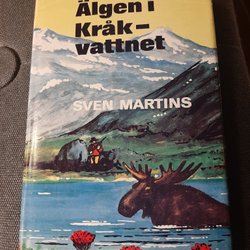 Älgen i
Kråk-
vattnet
SVEN MARTINS